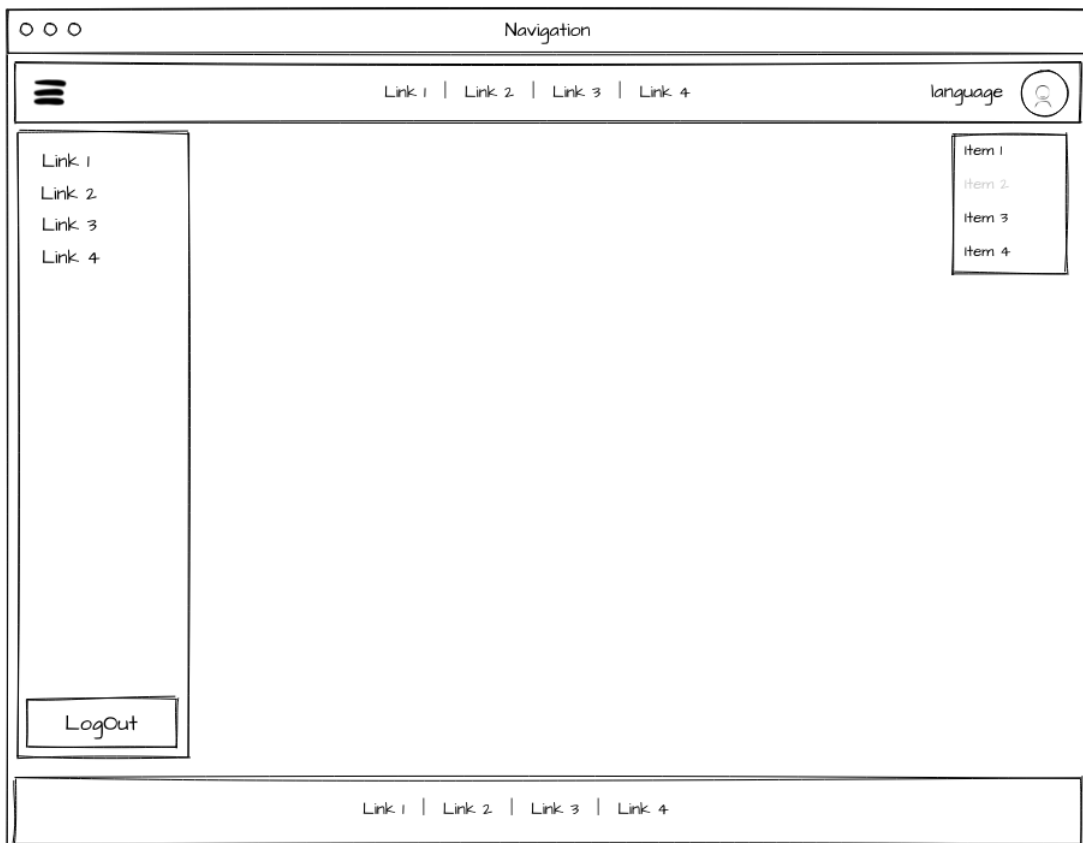 Navigation
Link 1 | Link 2 | Link 3 | Link 4
language
Link 1
Link 2
Link 3
Link 4
Item 1
Item 2
Item 3
Item 4
LogOut
Link 1 | Link 2 | Link 3 | Link 4